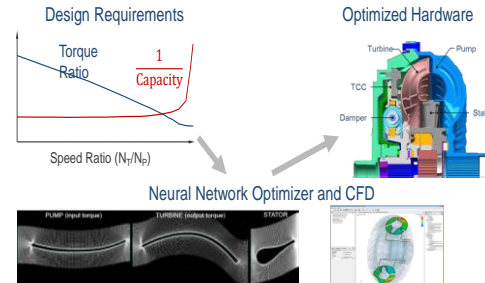 Design Requirements
Optimized Hardware
Torque
Ratio
1
Capacity
Speed Ratio (NT/NP)
Turbine
Pump
TCC
Damper
Stat
Neural Network Optimizer and CFD
PUMP (input torque)
TURBINE (output torque)
STATOR